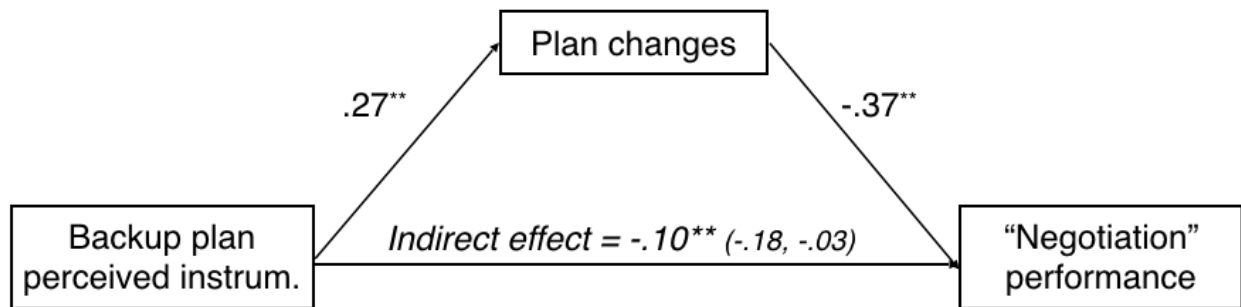 Plan changes
.27**
-.37**
Backup plan
perceived instrum.
Indirect effect = -.10** (-.18, -.03)
“Negotiation”
performance